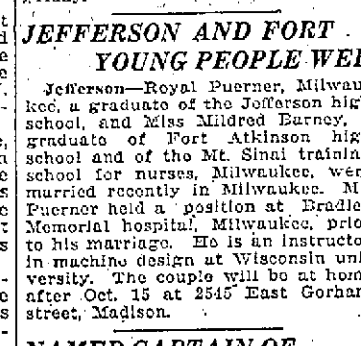 JEFFERSON AND FORT
YOUNG PEOPLE WE
Jefferson—Royal Puerner, Milwau
kee, a graduate of the Jefferson hig
school, and Miss Mildred Barney,
graduate of Fort Atkinson hig
school and of the Mt. Sinai trainin
school for nurses, Milwaukee, wer
married recently in Milwaukee. M
Puerner held a position at Bradle
Memorial hospital, Milwaukee, prio
to his marriage. He is an instructo
in machine design at Wisconsin uni
versity. The couple will be at hom
after Oct. 15 at 2545 East Gorham
street, Madison.
NAMED CAPTAIN OF